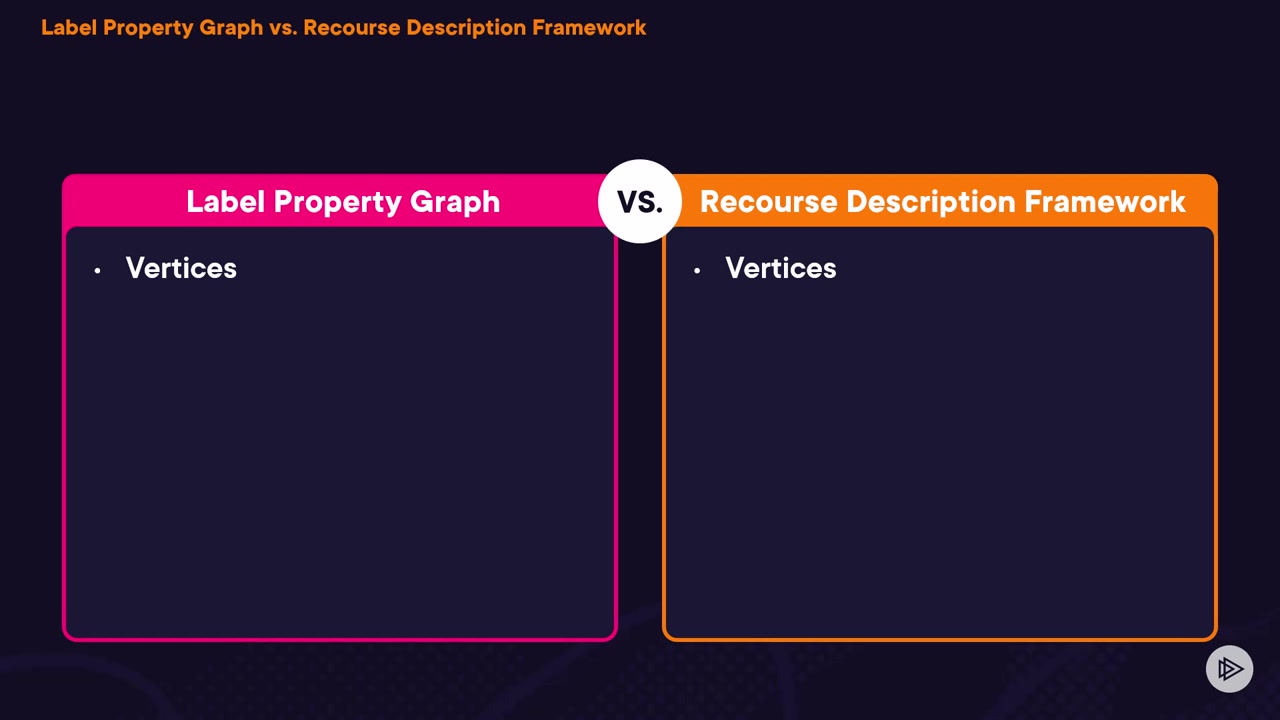 Label Property Graph vs. Recourse Description Framework
Label Property Graph
VS.
Recourse Description Framework
• Vertices
• Vertices